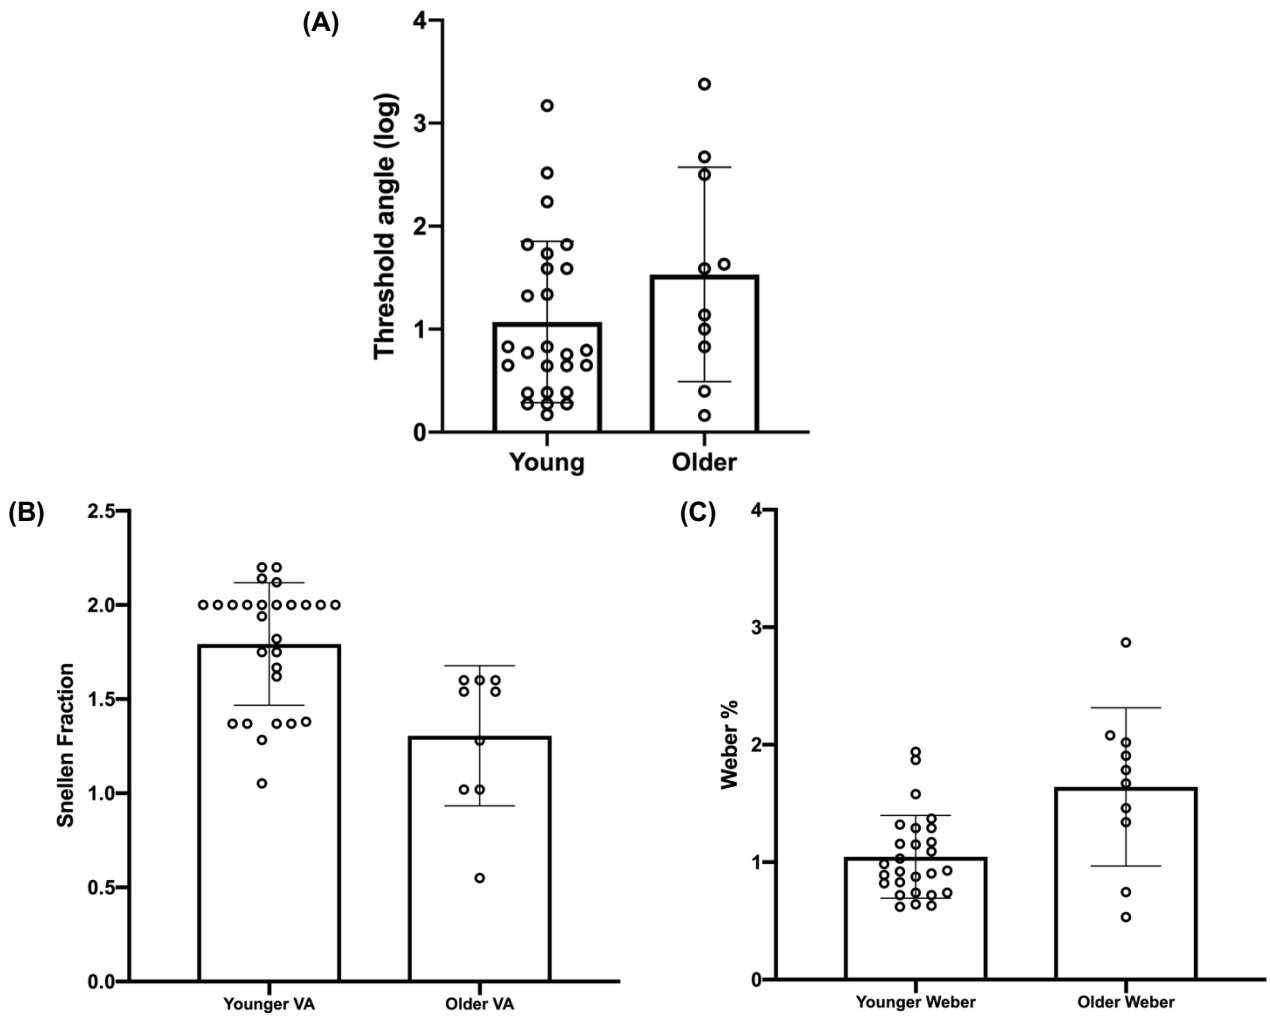 (A)
Threshold angle (log)
4
3
2
1
0
Young Older
(B)
Snellen Fraction
2.5
2.0
1.5
1.0
0.5
0.0
Younger VA Older VA
(C)
Weber %
4
3
2
1
0
Younger Weber Older Weber